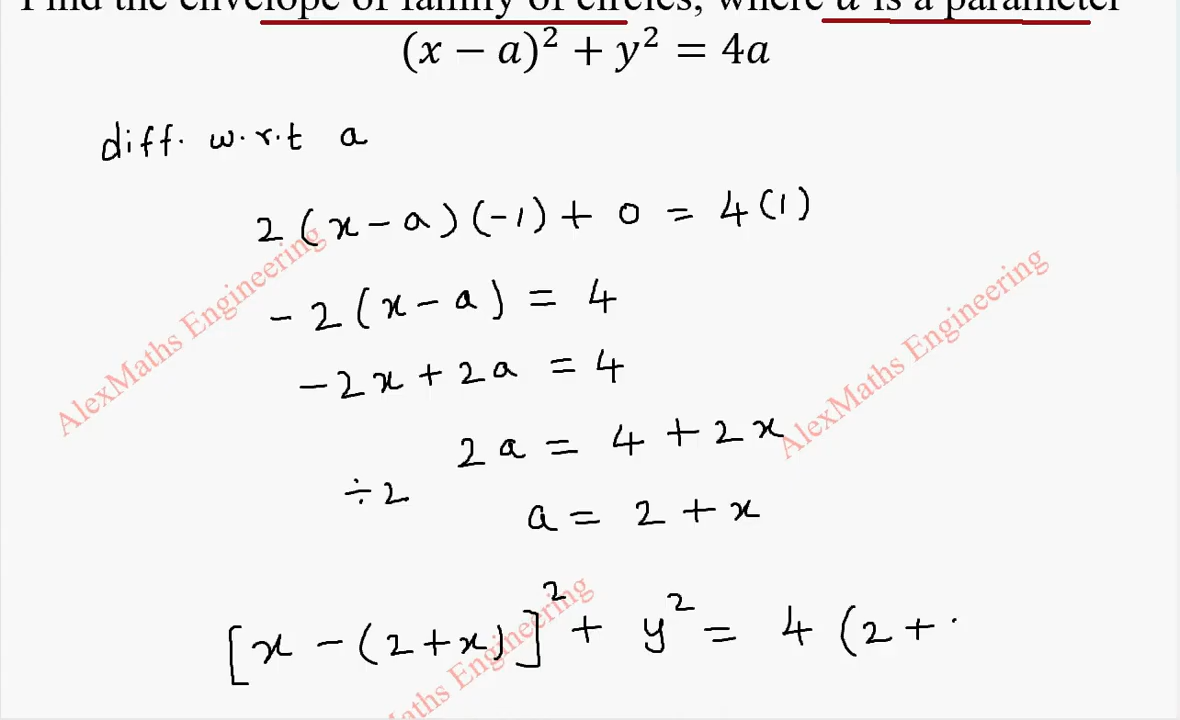 Find the envelope of family of circles, where a is a parameter
(x − a)² + y² = 4a
diff. w.r.t a
2(x-a)(-1)+ 0 = 4(1)
-2(x-a) = 4
-2x+2a = 4
2a = 4+2x
÷2
a = 2+x
[x-(2+x)]²+ y² = 4(2+
AlexMaths Engineering
AlexMaths Engineering
Maths Engineering